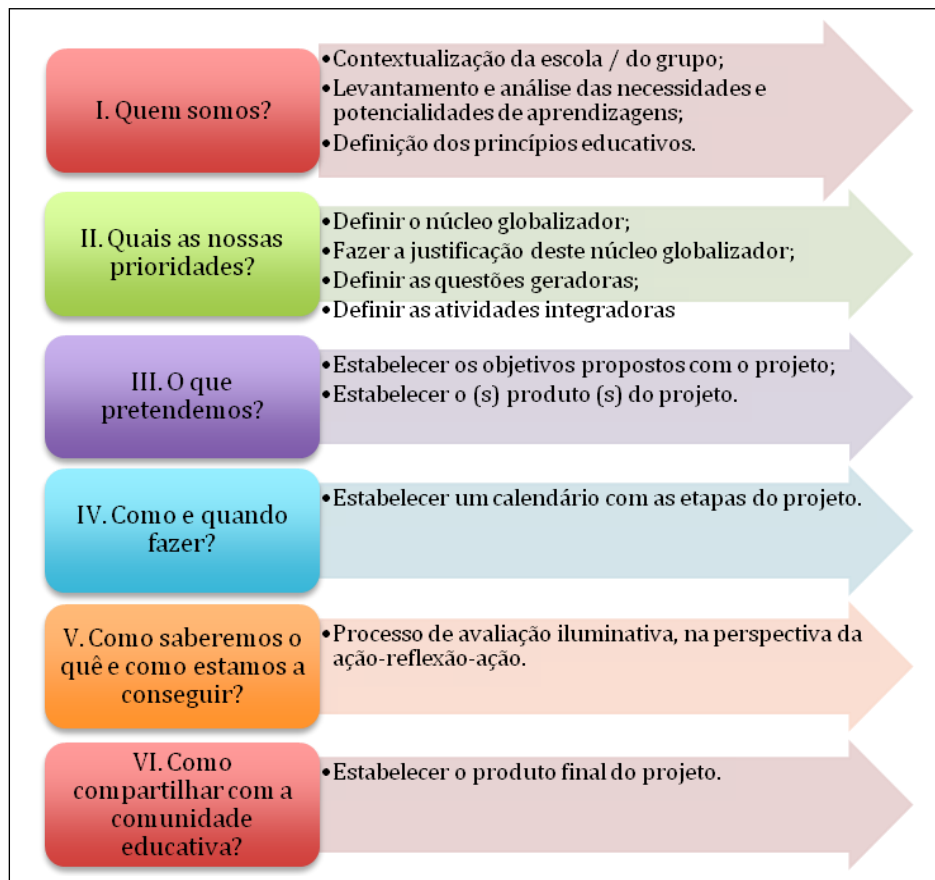 I. Quem somos?
•Contextualização da escola / do grupo;
•Levantamento e análise das necessidades e
potencialidades de aprendizagens;
•Definição dos princípios educativos.
II. Quais as nossas
prioridades?
•Definir o núcleo globalizador;
•Fazer a justificação deste núcleo globalizador;
•Definir as questões geradoras;
•Definir as atividades integradoras
III. O que
pretendemos?
•Estabelecer os objetivos propostos com o projeto;
•Estabelecer o (s) produto (s) do projeto.
IV. Como e quando
fazer?
•Estabelecer um calendário com as etapas do projeto.
V. Como saberemos o
quê e como estamos a
conseguir?
•Processo de avaliação iluminativa, na perspectiva da
ação-reflexão-ação.
VI. Como
compartilhar com a
comunidade
educativa?
•Estabelecer o produto final do projeto.